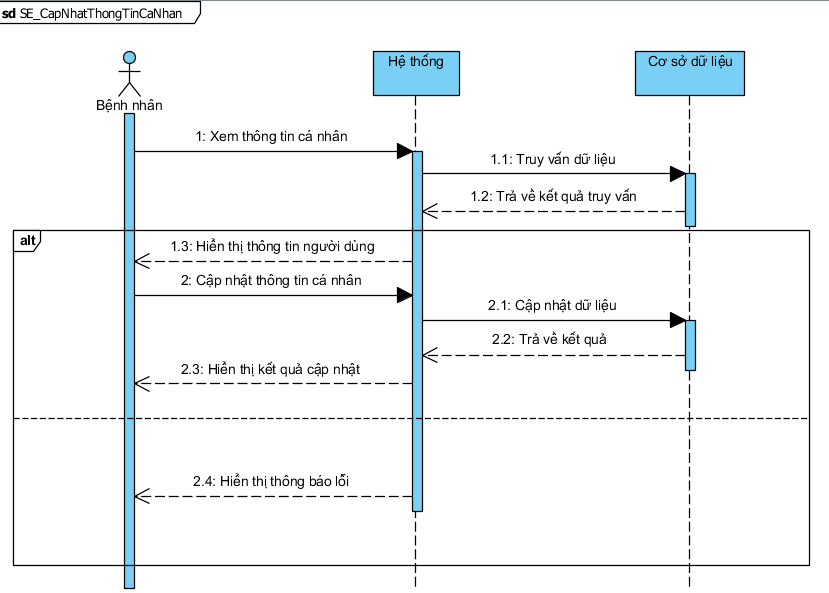 sd SE_CapNhatThongTinCaNhan
Hệ thống
Cơ sở dữ liệu
Bệnh nhân
1: Xem thông tin cá nhân
1.1: Truy vấn dữ liệu
1.2: Trả về kết quả truy vấn
alt
1.3: Hiển thị thông tin người dùng
2: Cập nhật thông tin cá nhân
2.1: Cập nhật dữ liệu
2.2: Trả về kết quả
2.3: Hiển thị kết quả cập nhật
2.4: Hiển thị thông báo lỗi